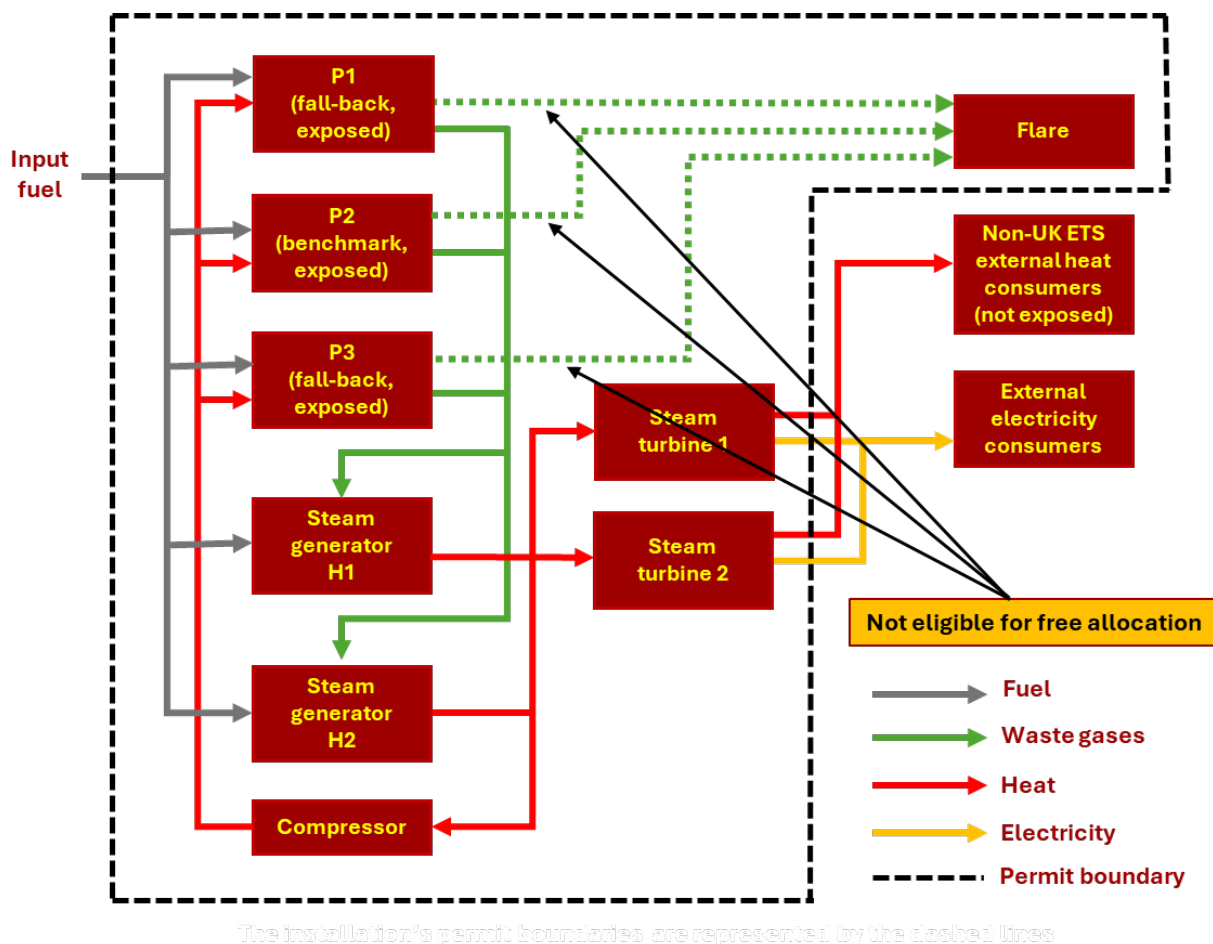 P1
(fall-back,
exposed)
Flare
Input
fuel
P2
(benchmark,
exposed)
Non-UK ETS
external heat
consumers
(not exposed)
P3
(fall-back,
exposed)
Steam
turbine 1
External
electricity
consumers
Steam
generator
H1
Steam
turbine 2
Not eligible for free allocation
Steam
generator
H2
Compressor
Fuel
Waste gases
Heat
Electricity
Permit boundary
The installation's permit boundaries are represented by the dashed lines